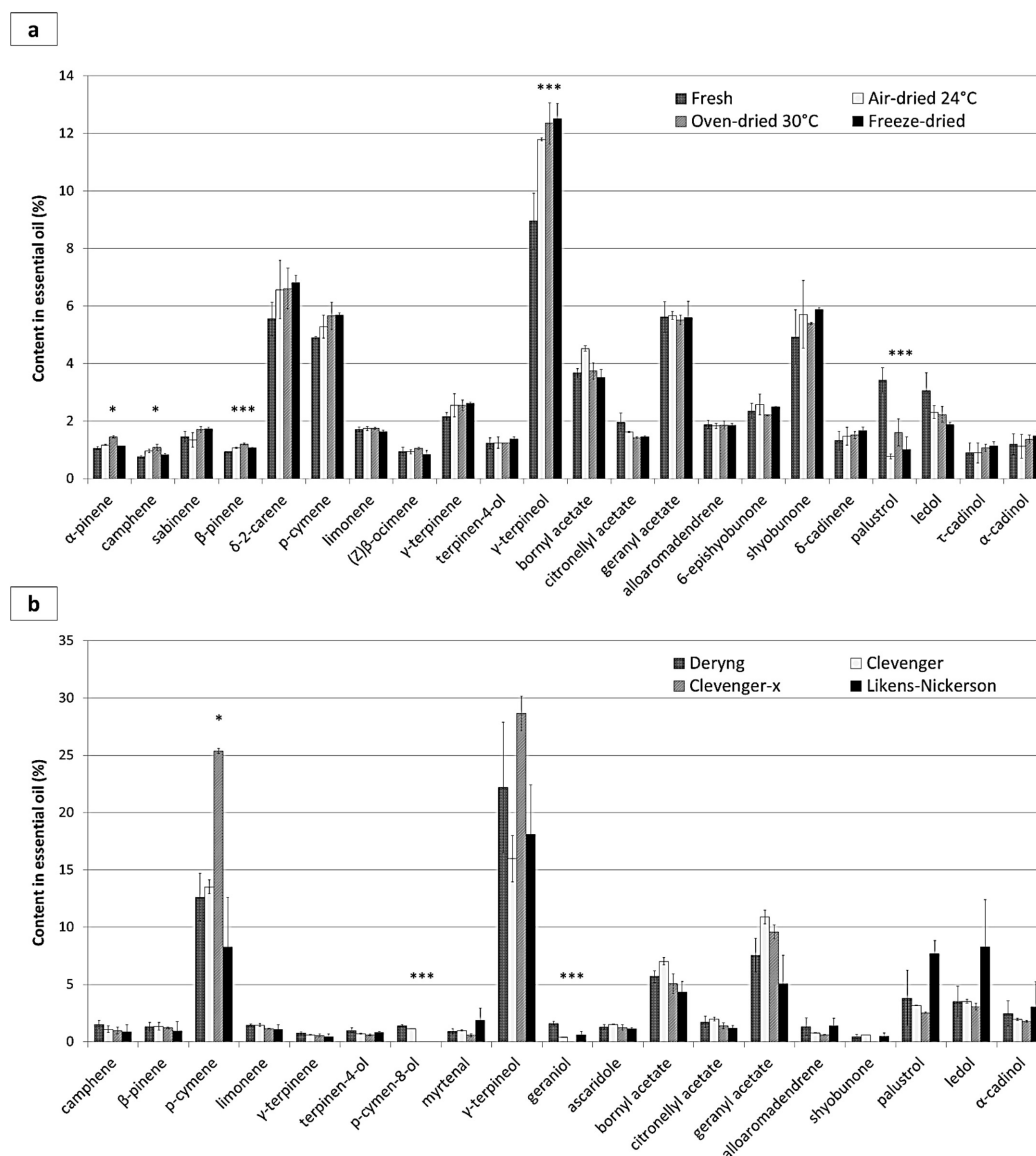 a
Content in essential oil (%)
14
12
10
8
6
4
2
0
Fresh
Air-dried 24°C
Oven-dried 30°C
Freeze-dried
*
*
***
***
***
α-pinene
camphene
sabinene
β-pinene
δ-2-carene
p-cymene
limonene
(Z)β-ocimene
γ-terpinene
terpinen-4-ol
γ-terpineol
bornyl acetate
citronellyl acetate
geranyl acetate
alloaromadendrene
6-epishyobunone
shyobunone
δ-cadinene
palustrol
ledol
τ-cadinol
α-cadinol
b
Content in essential oil (%)
35
30
25
20
15
10
5
0
Deryng
Clevenger
Clevenger-x
Likens-Nickerson
*
***
***
camphene
β-pinene
p-cymene
limonene
γ-terpinene
terpinen-4-ol
p-cymen-8-ol
myrtenal
γ-terpineol
geraniol
ascaridole
bornyl acetate
citronellyl acetate
geranyl acetate
alloaromadendrene
shyobunone
palustrol
ledol
α-cadinol